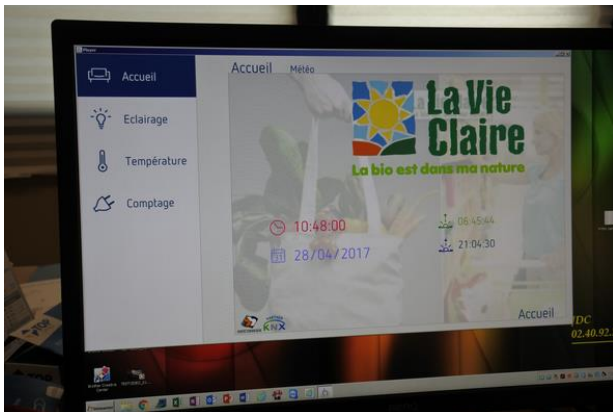 Player
Accueil
Eclairage
Température
Comptage
Accueil Météo
La Vie
Claire
La bio est dans ma nature
10:48:00
28/04/2017
06:45:44
21:04:30
KNX
Accueil
02.40.92.